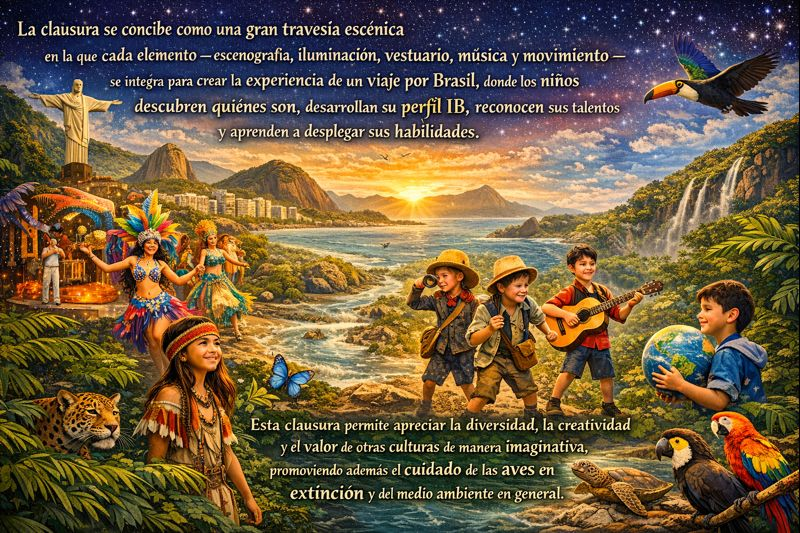 La clausura se concibe como una gran travesía escénica
en la que cada elemento — escenografía, iluminación, vestuario, música y movimiento —
se integra para crear la experiencia de un viaje por Brasil, donde los niños
descubren quiénes son, desarrollan su perfil IB, reconocen sus talentos
y aprenden a desplegar sus habilidades.
Esta clausura permite apreciar la diversidad, la creatividad
y el valor de otras culturas de manera imaginativa,
promoviendo además el cuidado de las aves en
extinción y del medio ambiente en general.